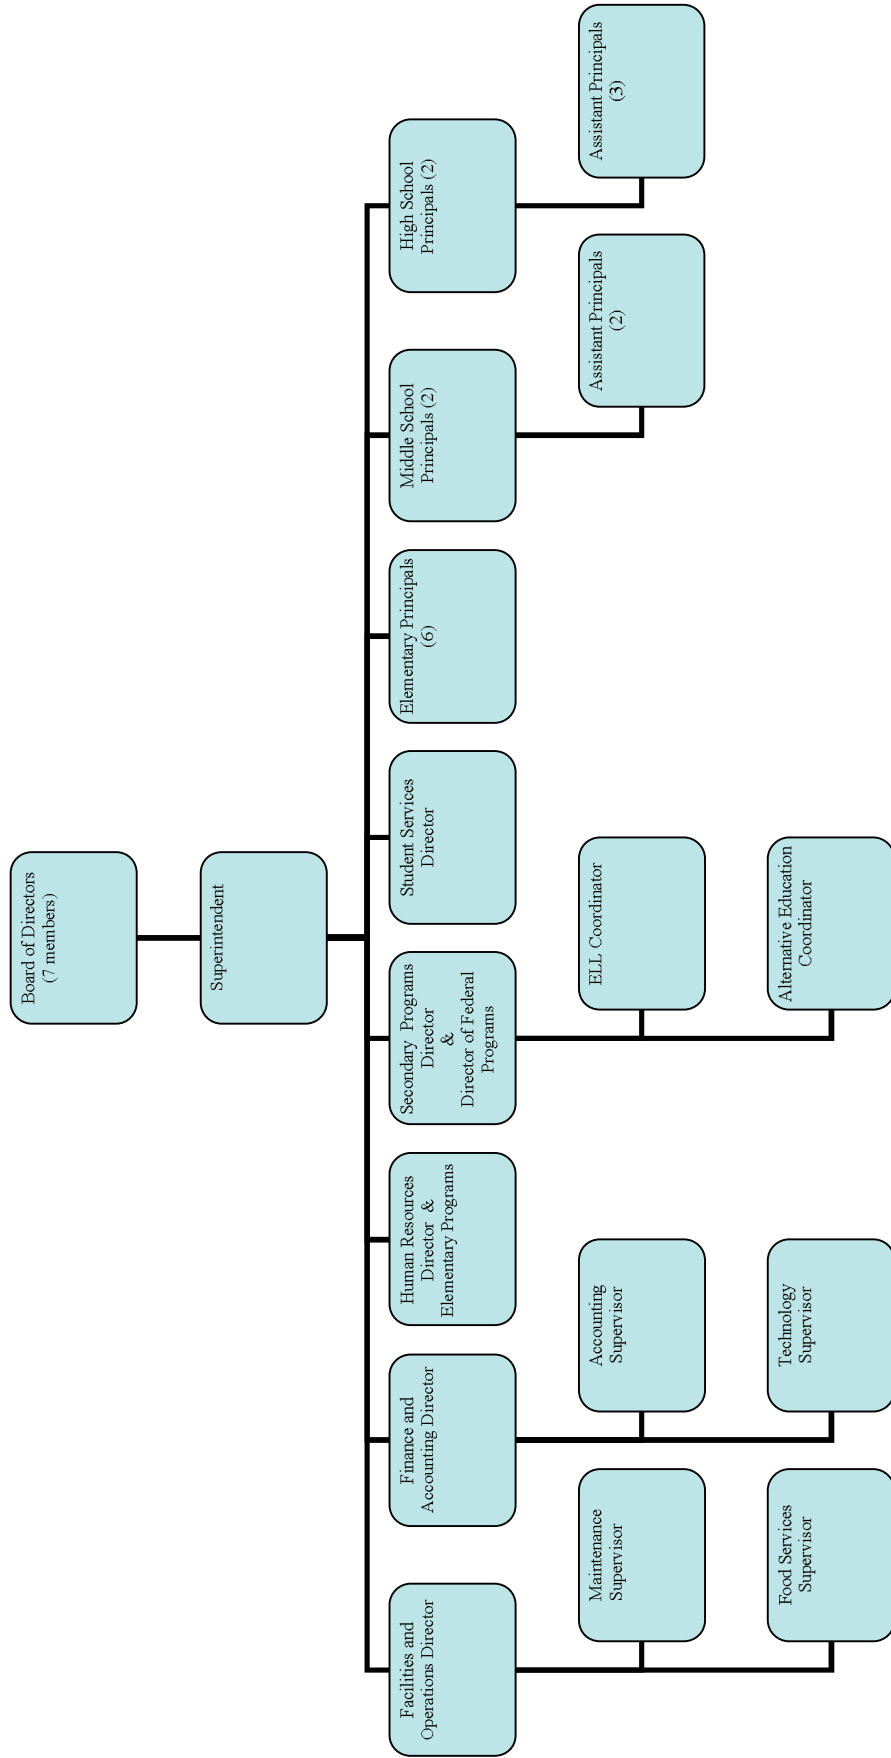 Board of Directors
(7 members)
Superintendent
Facilities and
Operations Director
Finance and
Accounting Director
Human Resources
Director &
Elementary Programs
Secondary Programs
Director
&
Director of Federal
Programs
Student Services
Director
Elementary Principals
(6)
Middle School
Principals (2)
High School
Principals (2)
Maintenance
Supervisor
Accounting
Supervisor
ELL Coordinator
Assistant Principals
(2)
Assistant Principals
(3)
Food Services
Supervisor
Technology
Supervisor
Alternative Education
Coordinator